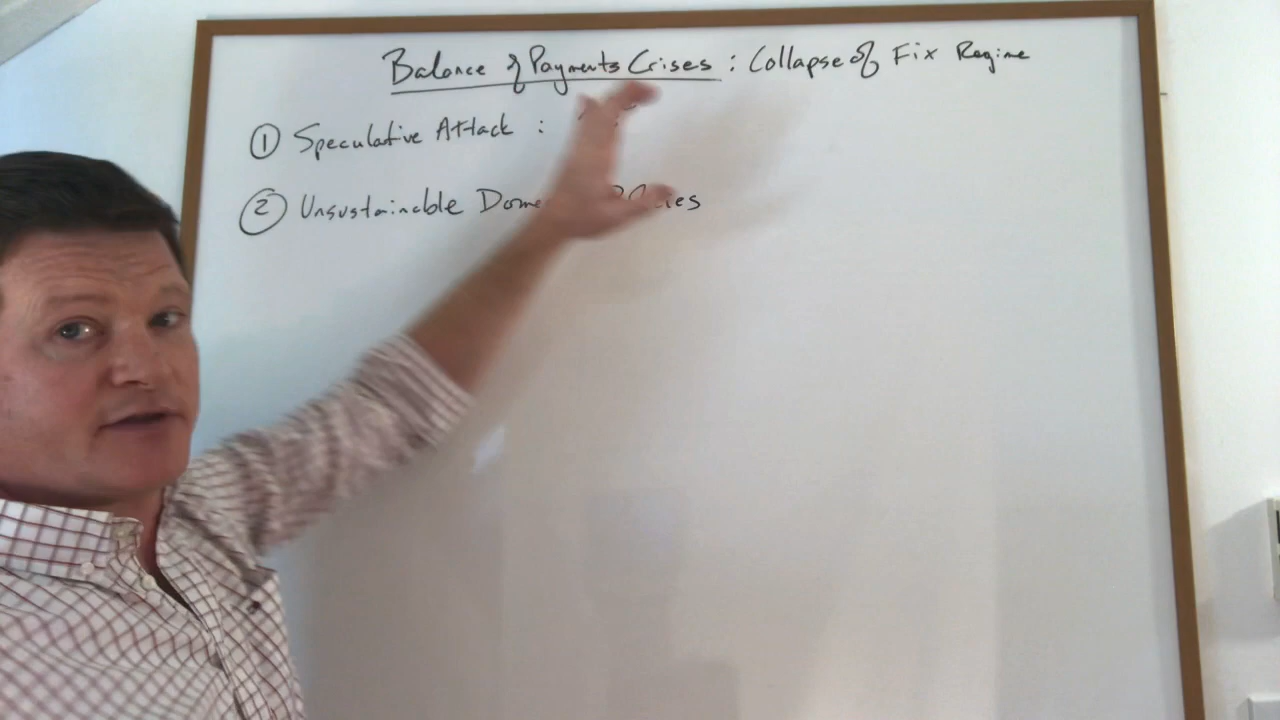 Balance of Payments Crises : Collapse of Fix Regime
① Speculative Attack :
② Unsustainable